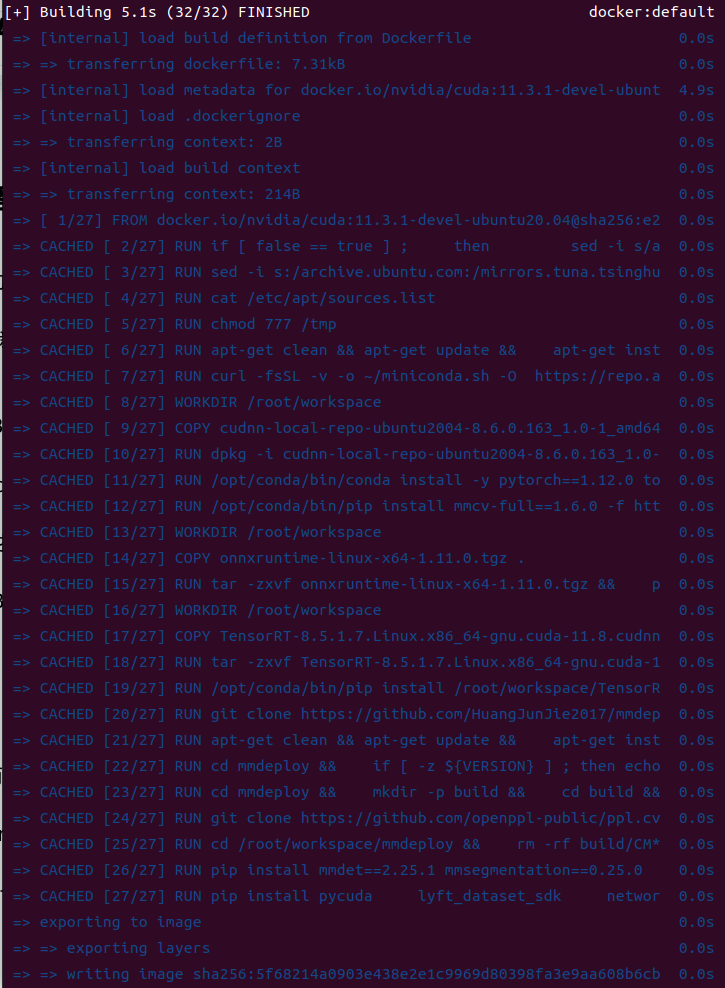 [+] Building 5.1s (32/32) FINISHED docker:default
=> [internal] load build definition from Dockerfile 0.0s
=> => transferring dockerfile: 7.31kB 0.0s
=> [internal] load metadata for docker.io/nvidia/cuda:11.3.1-devel-ubunt 4.9s
=> [internal] load .dockerignore 0.0s
=> => transferring context: 2B 0.0s
=> [internal] load build context 0.0s
=> => transferring context: 214B 0.0s
=> [ 1/27] FROM docker.io/nvidia/cuda:11.3.1-devel-ubuntu20.04@sha256:e2 0.0s
=> CACHED [ 2/27] RUN if [ false == true ] ; then sed -i s/a 0.0s
=> CACHED [ 3/27] RUN sed -i s:/archive.ubuntu.com:/mirrors.tuna.tsinghu 0.0s
=> CACHED [ 4/27] RUN cat /etc/apt/sources.list 0.0s
=> CACHED [ 5/27] RUN chmod 777 /tmp 0.0s
=> CACHED [ 6/27] RUN apt-get clean && apt-get update && apt-get inst 0.0s
=> CACHED [ 7/27] RUN curl -fsSL -v -o ~/miniconda.sh -O https://repo.a 0.0s
=> CACHED [ 8/27] WORKDIR /root/workspace 0.0s
=> CACHED [ 9/27] COPY cudnn-local-repo-ubuntu2004-8.6.0.163_1.0-1_amd64 0.0s
=> CACHED [10/27] RUN dpkg -i cudnn-local-repo-ubuntu2004-8.6.0.163_1.0- 0.0s
=> CACHED [11/27] RUN /opt/conda/bin/conda install -y pytorch==1.12.0 to 0.0s
=> CACHED [12/27] RUN /opt/conda/bin/pip install mmcv-full==1.6.0 -f htt 0.0s
=> CACHED [13/27] WORKDIR /root/workspace 0.0s
=> CACHED [14/27] COPY onnxruntime-linux-x64-1.11.0.tgz . 0.0s
=> CACHED [15/27] RUN tar -zxvf onnxruntime-linux-x64-1.11.0.tgz && p 0.0s
=> CACHED [16/27] WORKDIR /root/workspace 0.0s
=> CACHED [17/27] COPY TensorRT-8.5.1.7.Linux.x86_64-gnu.cuda-11.8.cudnn 0.0s
=> CACHED [18/27] RUN tar -zxvf TensorRT-8.5.1.7.Linux.x86_64-gnu.cuda-1 0.0s
=> CACHED [19/27] RUN /opt/conda/bin/pip install /root/workspace/TensorR 0.0s
=> CACHED [20/27] RUN git clone https://github.com/HuangJunJie2017/mmdep 0.0s
=> CACHED [21/27] RUN apt-get clean && apt-get update && apt-get inst 0.0s
=> CACHED [22/27] RUN cd mmdeploy && if [ -z ${VERSION} ] ; then echo 0.0s
=> CACHED [23/27] RUN cd mmdeploy && mkdir -p build && cd build && 0.0s
=> CACHED [24/27] RUN git clone https://github.com/openppl-public/ppl.cv 0.0s
=> CACHED [25/27] RUN cd /root/workspace/mmdeploy && rm -rf build/CM* 0.0s
=> CACHED [26/27] RUN pip install mmdet==2.25.1 mmsegmentation==0.25.0 0.0s
=> CACHED [27/27] RUN pip install pycuda lyft_dataset_sdk networ 0.0s
=> exporting to image 0.0s
=> => exporting layers 0.0s
=> => writing image sha256:5f68214a0903e438e2e1c9969d80398fa3e9aa608b6cb 0.0s